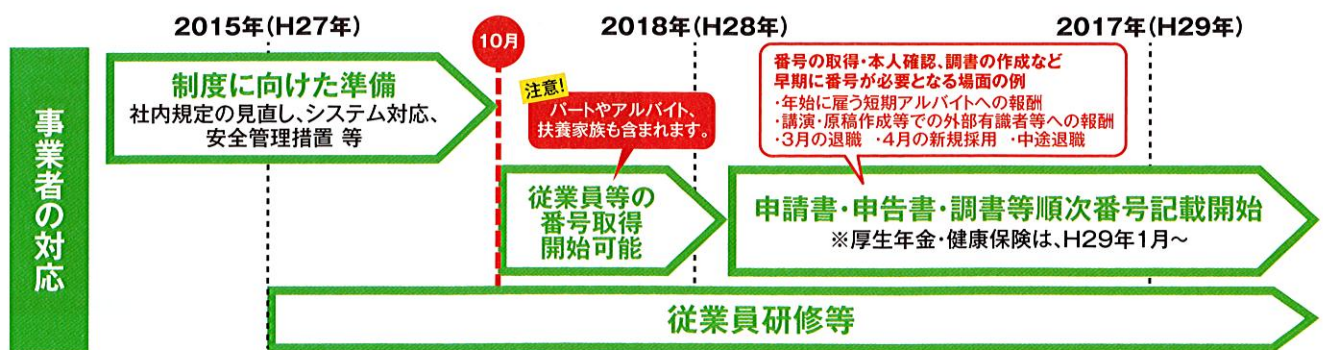 2015年(H27年)
10月
2018年(H28年)
2017年(H29年)
事業者の対応
制度に向けた準備
社内規定の見直し、システム対応、
安全管理措置 等
注意!
パートやアルバイト、
扶養家族も含まれます。
従業員等の
番号取得
開始可能
番号の取得・本人確認、調書の作成など
早期に番号が必要となる場面の例
・年始に雇う短期アルバイトへの報酬
・講演・原稿作成等での外部有識者等への報酬
・3月の退職 ・4月の新規採用 ・中途退職
申請書・申告書・調書等順次番号記載開始
※厚生年金・健康保険は、H29年1月～
従業員研修等